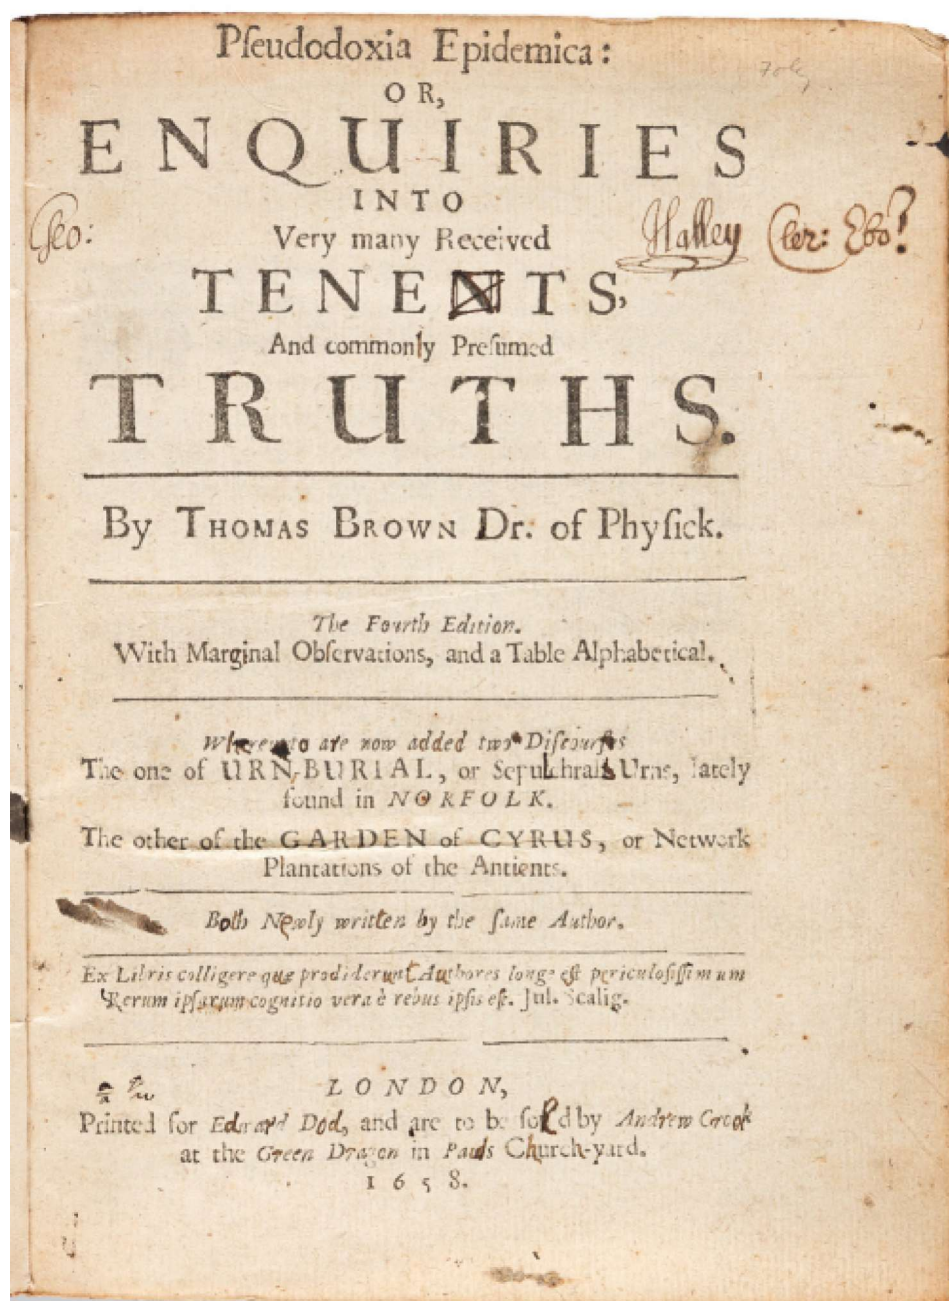 Pſeudodoxia Epidemica:
OR,
ENQUIRIES
INTO
Very many Received
Geo: Halley Cler: Ebo!
TENENTS,
And commonly Preſumed
TRUTHS.
By THOMAS BROWN Dr. of Phyſick.
The Fourth Edition.
With Marginal Obſervations, and a Table Alphabetical.
Whereunto are now added two Diſcourſes
The one of URN-BURIAL, or Sepulchrall Urns, lately
found in NORFOLK.
The other of the GARDEN of CYRUS, or Network
Plantations of the Antients.
Both Newly written by the ſame Author.
Ex Libris colligere quæ prodiderunt Authores longe eſt periculoſiſſimum
Rerum ipſarum cognitio vera è rebus ipſis eſt. Jul. Scalig.
LONDON,
Printed for Edward Dod, and are to be ſold by Andrew Crook
at the Green Dragon in Pauls Church-yard.
1658.